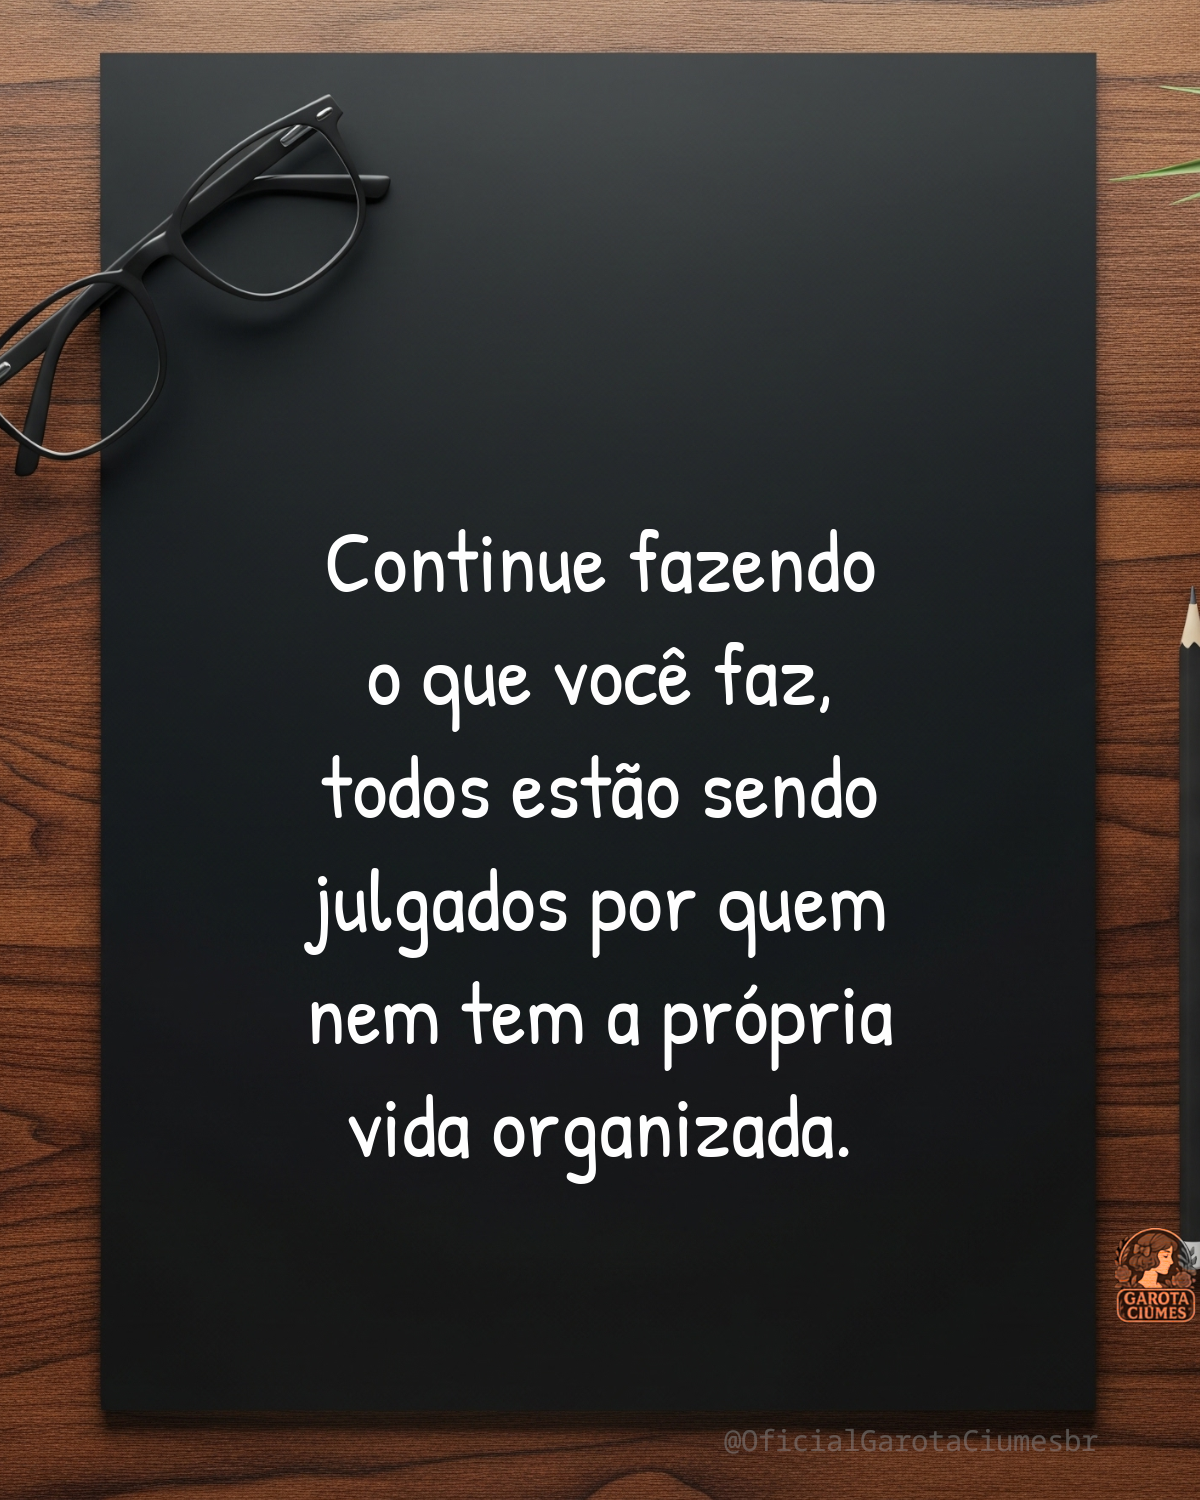 Continue fazendo
o que você faz,
todos estão sendo
julgados por quem
nem tem a própria
vida organizada.
GAROTA
CIÚMES
@OficialGarotaCiumesbr